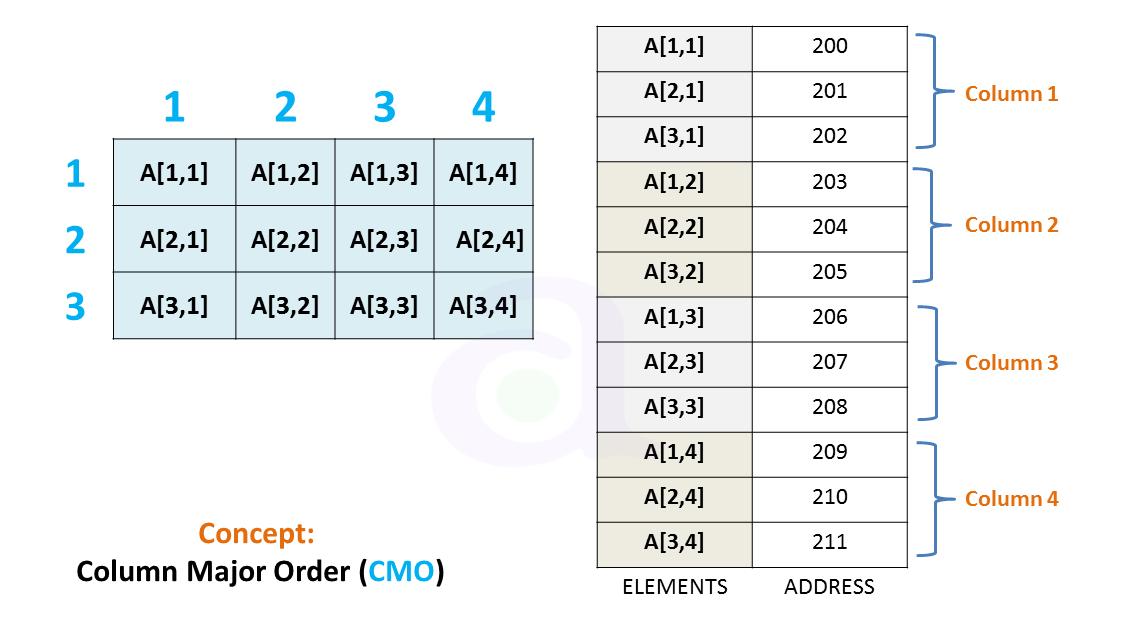 1 2 3 4
1 A[1,1] A[1,2] A[1,3] A[1,4]
2 A[2,1] A[2,2] A[2,3] A[2,4]
3 A[3,1] A[3,2] A[3,3] A[3,4]
Concept:
Column Major Order (CMO)
A[1,1] 200
A[2,1] 201
A[3,1] 202
Column 1
A[1,2] 203
A[2,2] 204
A[3,2] 205
Column 2
A[1,3] 206
A[2,3] 207
A[3,3] 208
Column 3
A[1,4] 209
A[2,4] 210
A[3,4] 211
Column 4
ELEMENTS ADDRESS